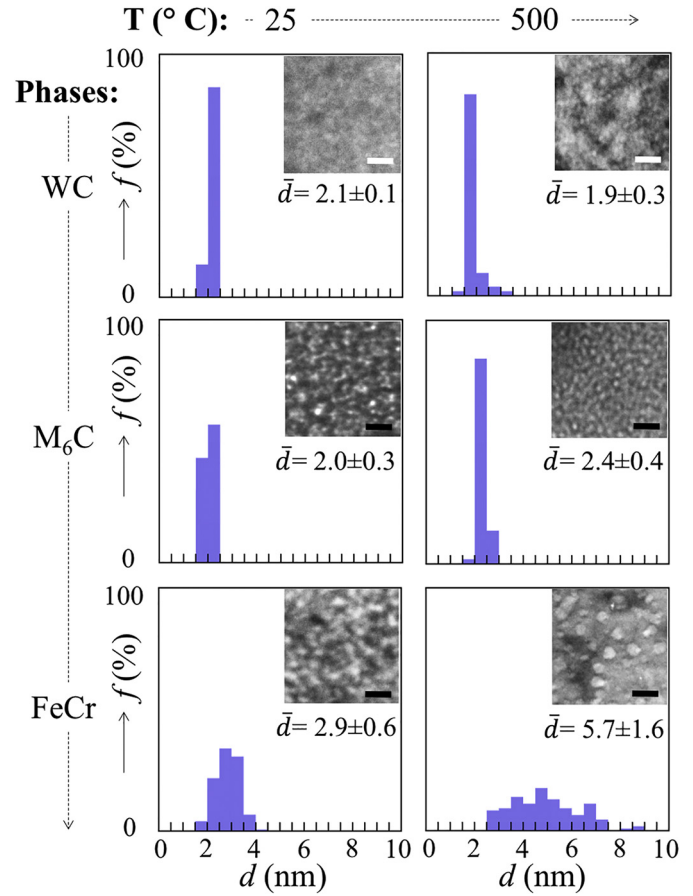 T (° C): 25 500
Phases:
WC
M₆C
FeCr
100
f (%)
0
d̄= 2.1±0.1
d̄= 1.9±0.3
100
f (%)
0
d̄= 2.0±0.3
d̄= 2.4±0.4
100
f (%)
0
d̄= 2.9±0.6
d̄= 5.7±1.6
0 2 4 6 8 10 0 2 4 6 8 10
d (nm) d (nm)